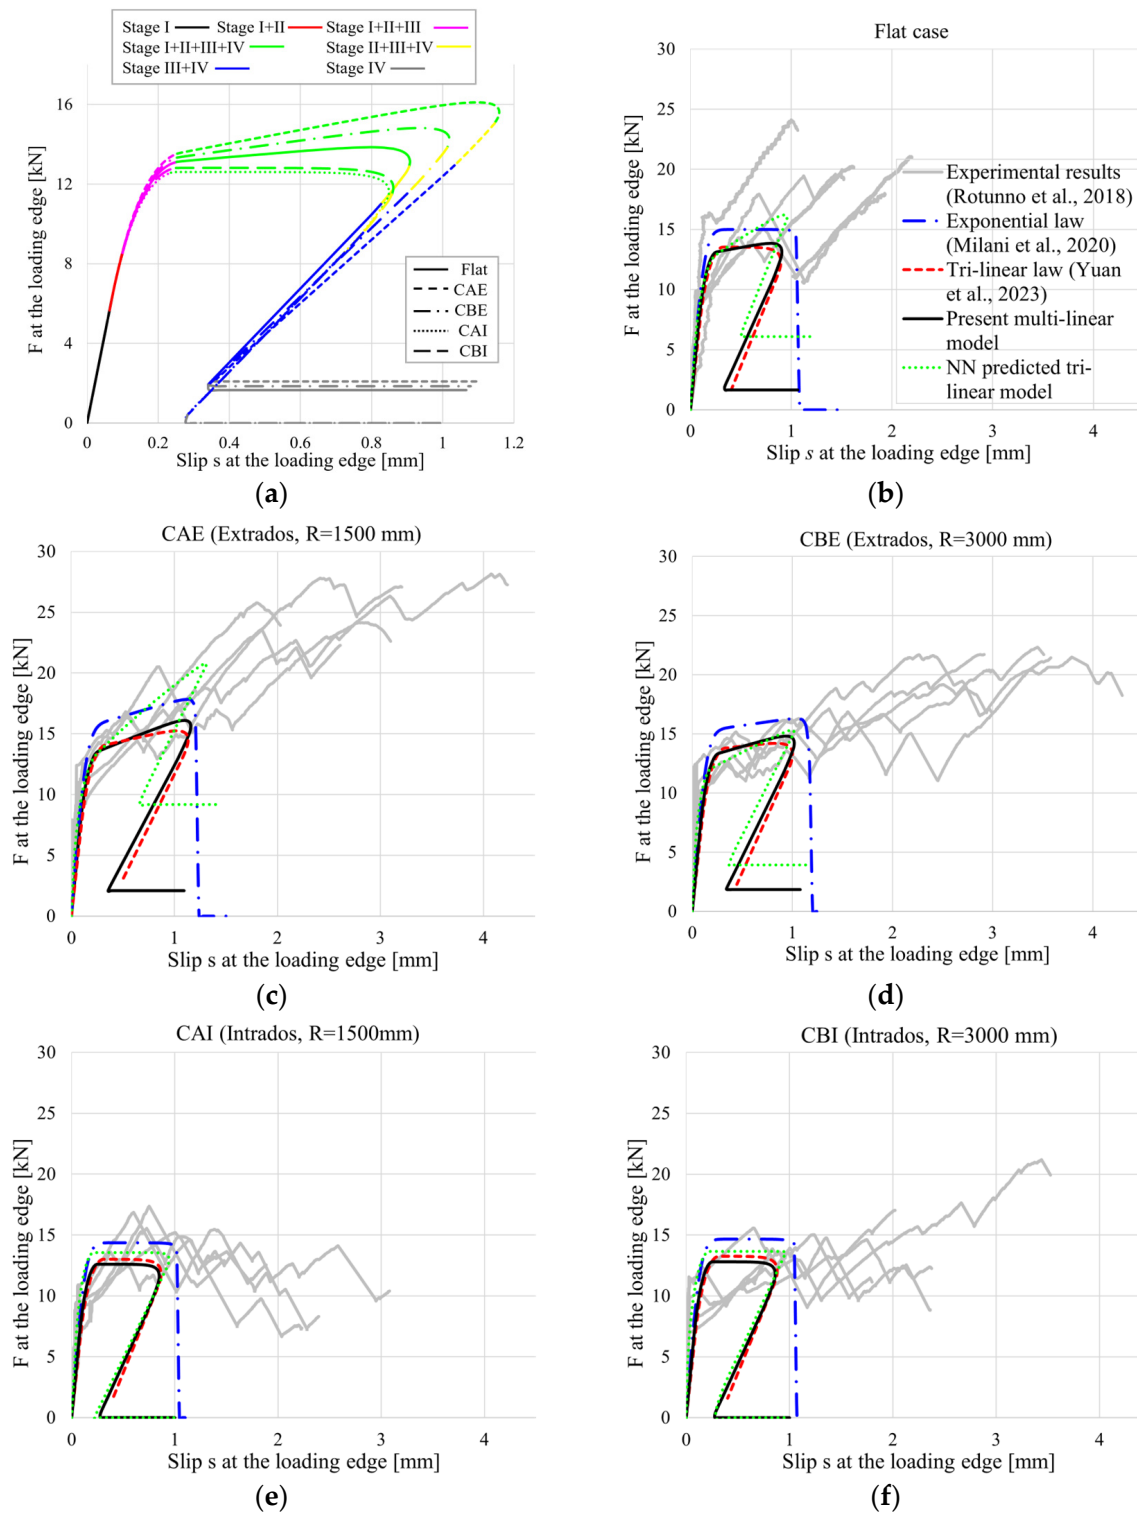 Stage I Stage I+II Stage I+II+III
Stage I+II+III+IV Stage II+III+IV
Stage III+IV Stage IV
F at the loading edge [kN]
16
12
8
4
0
0 0.2 0.4 0.6 0.8 1 1.2
Slip s at the loading edge [mm]
Flat
CAE
CBE
CAI
CBI
(a)
Flat case
F at the loading edge [kN]
30
25
20
15
10
5
0
0 1 2 3 4
Slip s at the loading edge [mm]
Experimental results
(Rotunno et al., 2018)
Exponential law
(Milani et al., 2020)
Tri-linear law (Yuan
et al., 2023)
Present multi-linear
model
NN predicted tri-
linear model
(b)
CAE (Extrados, R=1500 mm)
F at the loading edge [kN]
30
25
20
15
10
5
0
0 1 2 3 4
Slip s at the loading edge [mm]
(c)
CBE (Extrados, R=3000 mm)
F at the loading edge [kN]
30
25
20
15
10
5
0
0 1 2 3 4
Slip s at the loading edge [mm]
(d)
CAI (Intrados, R=1500mm)
F at the loading edge [kN]
30
25
20
15
10
5
0
0 1 2 3 4
Slip s at the loading edge [mm]
(e)
CBI (Intrados, R=3000 mm)
F at the loading edge [kN]
30
25
20
15
10
5
0
0 1 2 3 4
Slip s at the loading edge [mm]
(f)